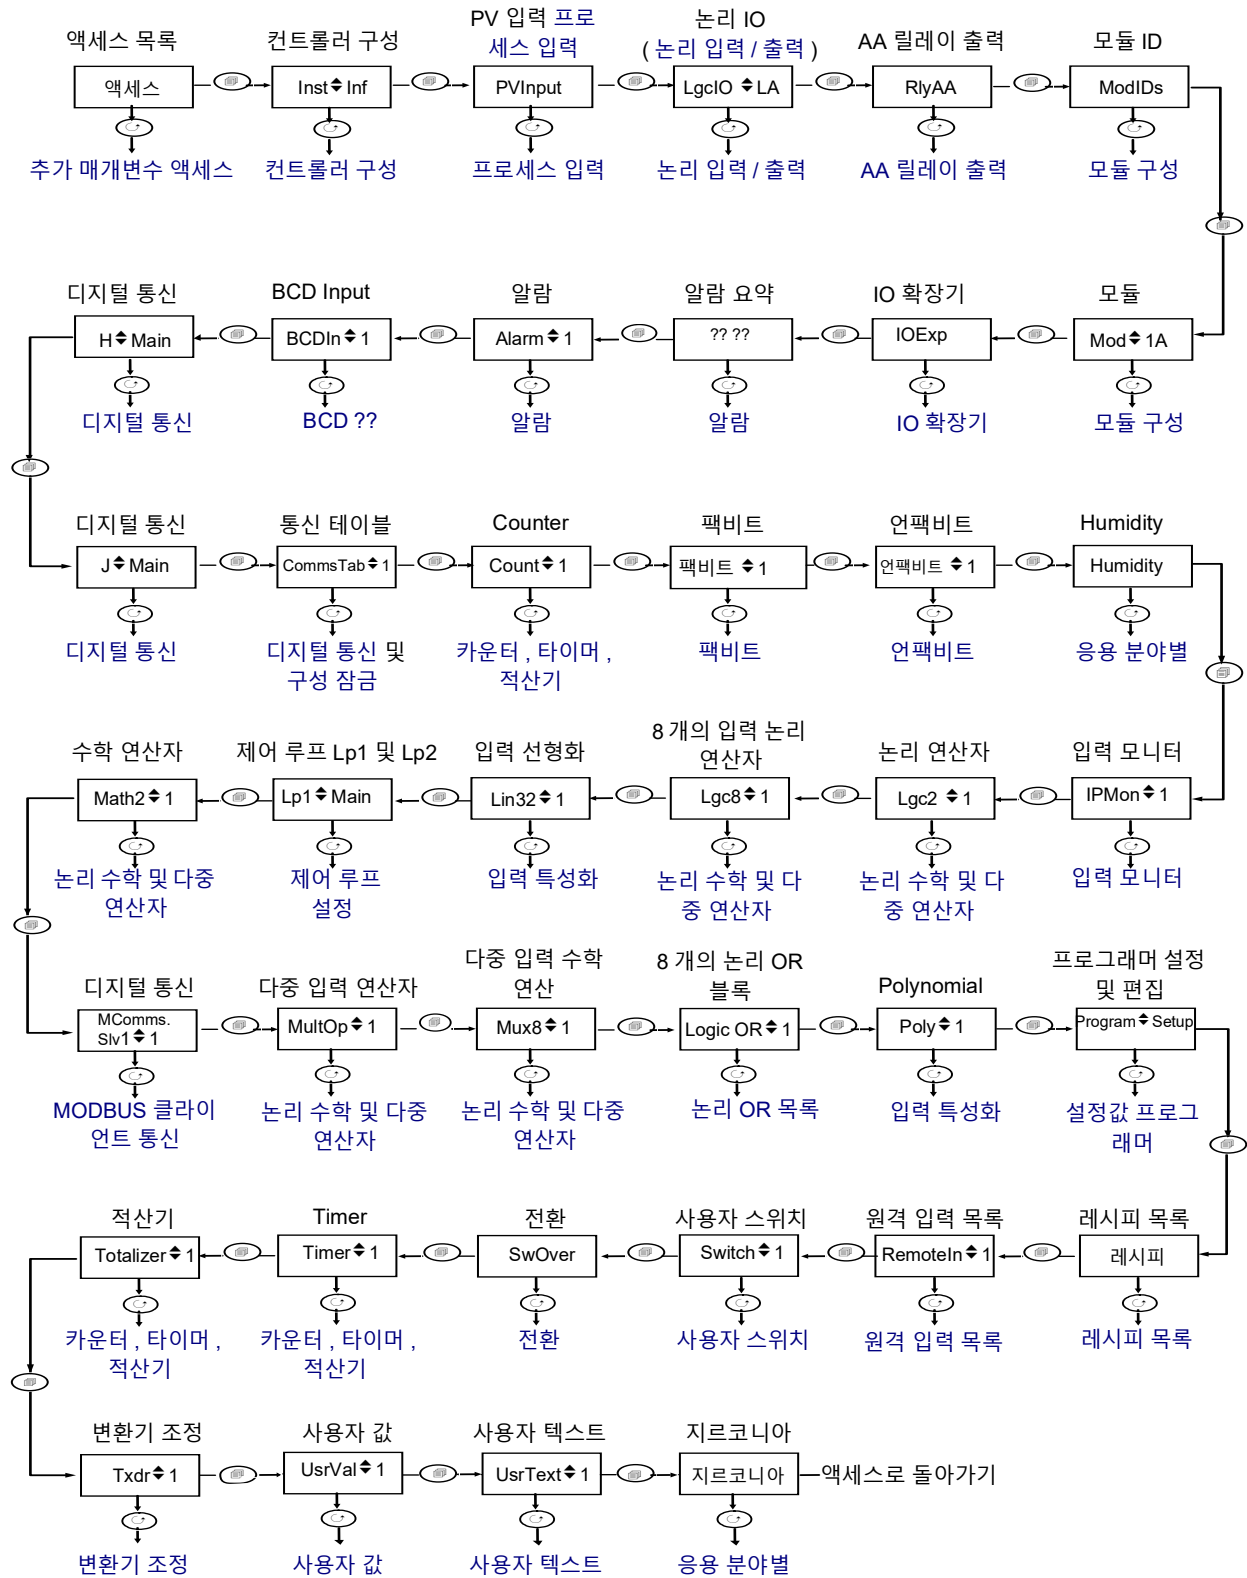 액세스 목록
컨트롤러 구성
PV 입력 프로
세스 입력
논리 IO
( 논리 입력 / 출력 )
AA 릴레이 출력
모듈 ID
액세스
Inst Inf
PVInput
LgcIO LA
RlyAA
ModIDs
추가 매개변수 액세스
컨트롤러 구성
프로세스 입력
논리 입력 / 출력
AA 릴레이 출력
모듈 구성
디지털 통신
BCD Input
알람
알람 요약
IO 확장기
모듈
H Main
BCDIn 1
Alarm 1
?? ??
IOExp
Mod 1A
디지털 통신
BCD ??
알람
알람
IO 확장기
모듈 구성
디지털 통신
통신 테이블
Counter
팩비트
언팩비트
Humidity
J Main
CommsTab 1
Count 1
팩비트 1
언팩비트 1
Humidity
디지털 통신
디지털 통신 및
구성 잠금
카운터 , 타이머 ,
적산기
팩비트
언팩비트
응용 분야별
수학 연산자
제어 루프 Lp1 및 Lp2
입력 선형화
8 개의 입력 논리
연산자
논리 연산자
입력 모니터
Math2 1
Lp1 Main
Lin32 1
Lgc8 1
Lgc2 1
IPMon 1
논리 수학 및 다중
연산자
제어 루프
설정
입력 특성화
논리 수학 및 다
중 연산자
논리 수학 및 다
중 연산자
입력 모니터
디지털 통신
다중 입력 연산자
다중 입력 수학
연산
8 개의 논리 OR
블록
Polynomial
프로그래머 설정
및 편집
MComms.
Slv1 1
MultOp 1
Mux8 1
Logic OR 1
Poly 1
Program Setup
MODBUS 클라이
언트 통신
논리 수학 및 다중
연산자
논리 수학 및 다중
연산자
논리 OR 목록
입력 특성화
설정값 프로그
래머
적산기
Timer
전환
사용자 스위치
원격 입력 목록
레시피 목록
Totalizer 1
Timer 1
SwOver
Switch 1
RemoteIn 1
레시피
카운터 , 타이머 ,
적산기
카운터 , 타이머 ,
적산기
전환
사용자 스위치
원격 입력 목록
레시피 목록
변환기 조정
사용자 값
사용자 텍스트
지르코니아
Txdr 1
UsrVal 1
UsrText 1
지르코니아
액세스로 돌아가기
변환기 조정
사용자 값
사용자 텍스트
응용 분야별